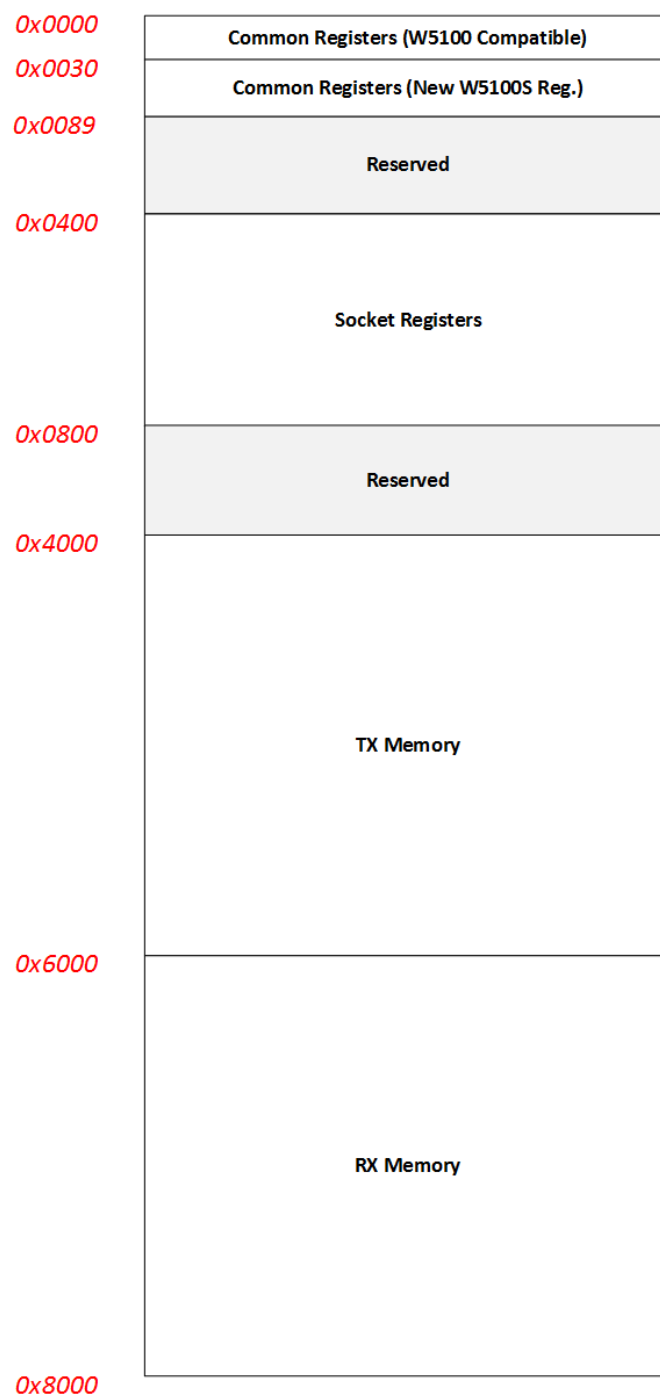 0x0000
Common Registers (W5100 Compatible)
0x0030
Common Registers (New W5100S Reg.)
0x0089
Reserved
0x0400
Socket Registers
0x0800
Reserved
0x4000
TX Memory
0x6000
RX Memory
0x8000